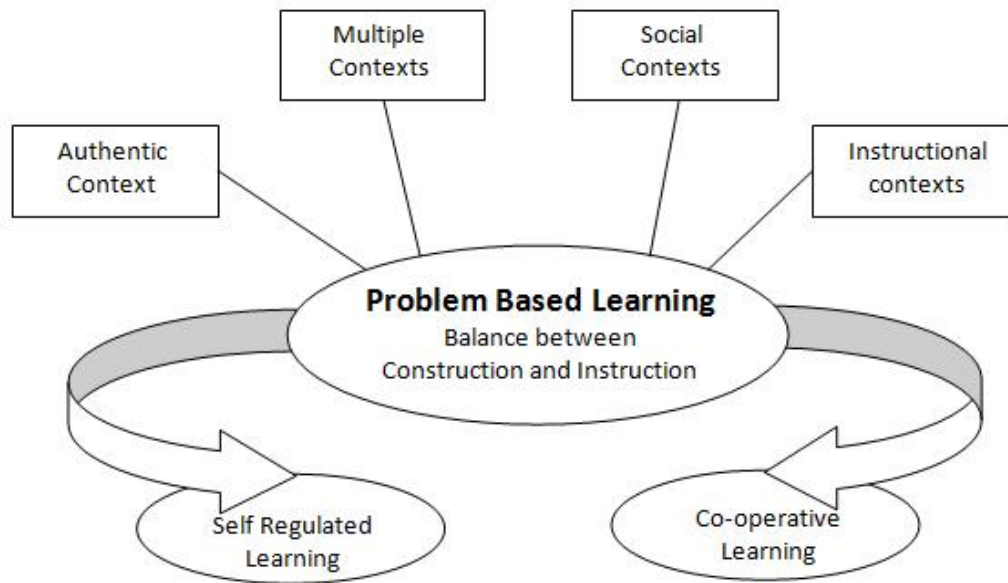 Multiple
Contexts
Social
Contexts
Authentic
Context
Instructional
contexts
Problem Based Learning
Balance between
Construction and Instruction
Self Regulated
Learning
Co-operative
Learning